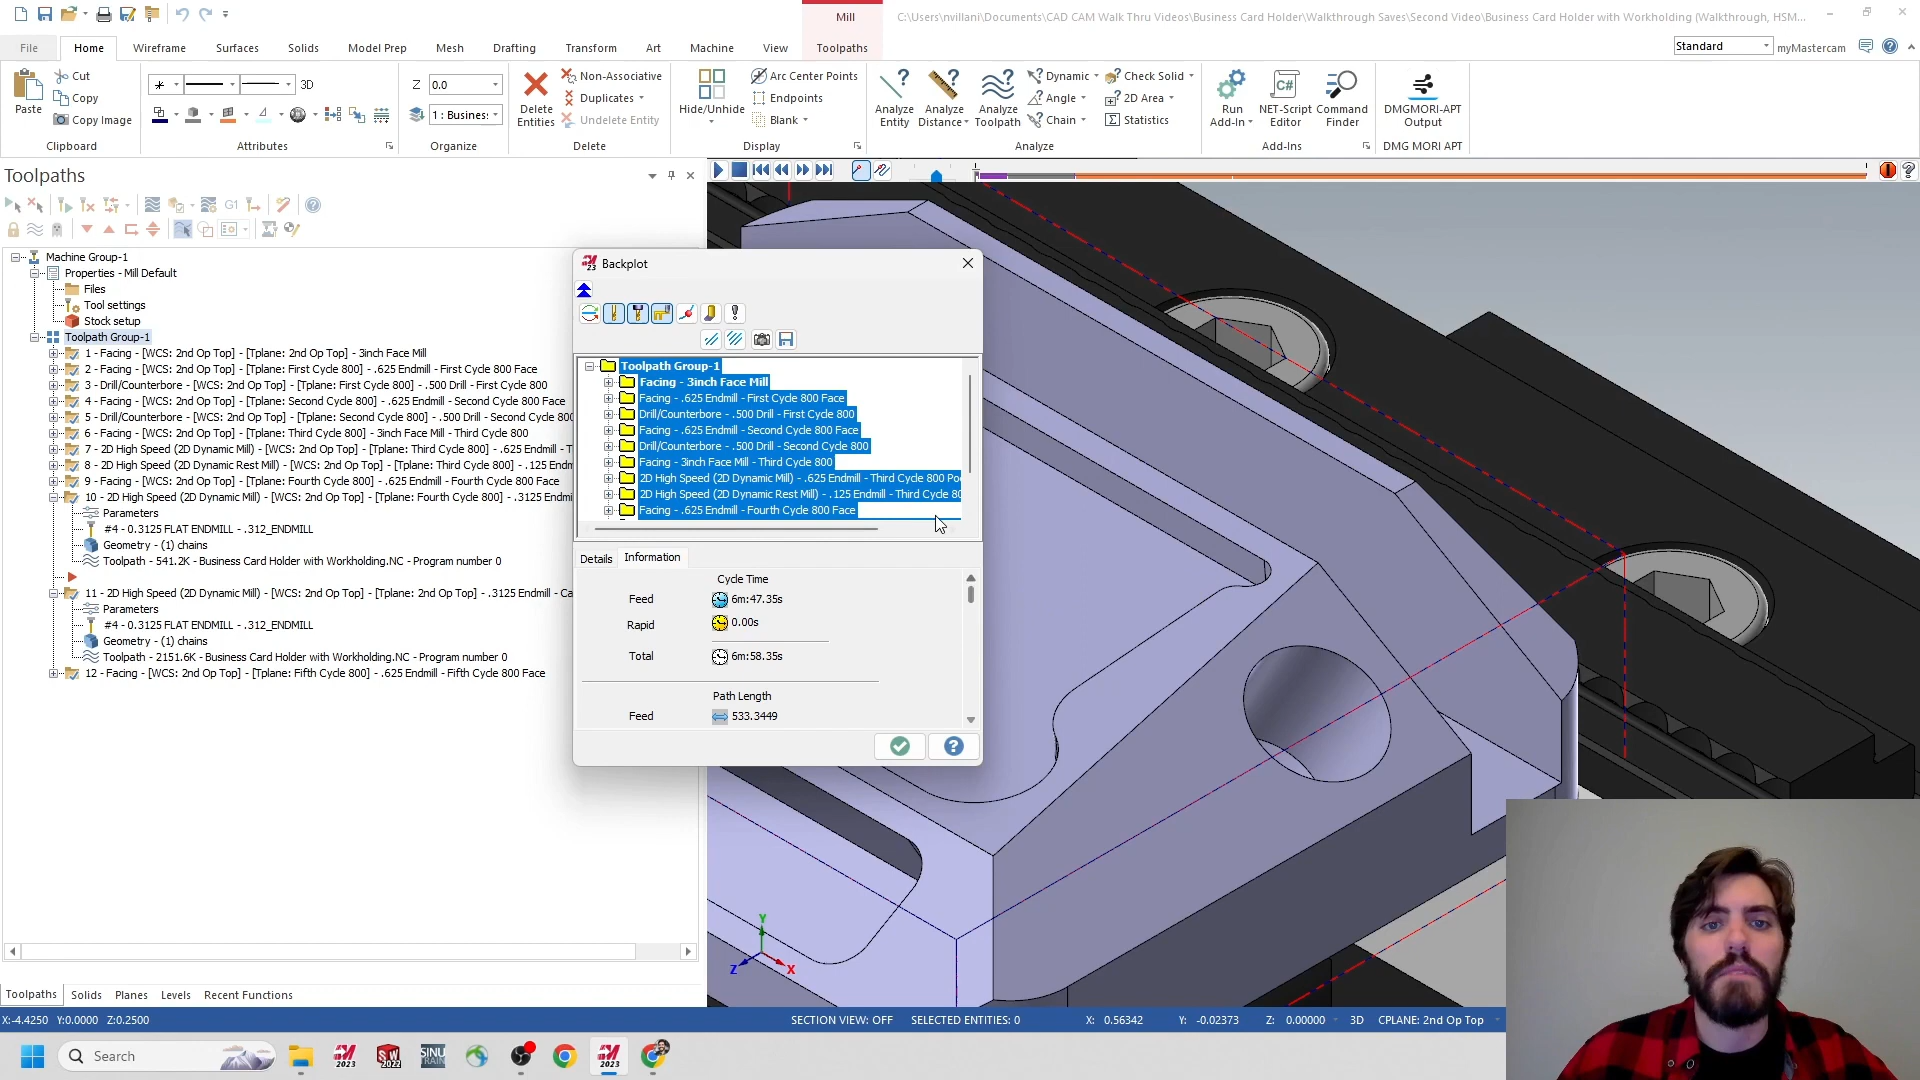 Mill
C:\Users\nvillani\Documents\CAD CAM Walk Thru Videos\Business Card Holder\Walkthrough Saves\Second Video\Business Card Holder with Workholding (Walkthrough, HSM...
File Home Wireframe Surfaces Solids Model Prep Mesh Drafting Transform Art Machine View Toolpaths
Standard myMastercam
Paste Cut Copy Copy Image Clipboard
3D Attributes
Z 0.0
1 : Busines: Organize
Delete Entities Non-Associative Duplicates Undelete Entity Delete
Hide/Unhide Arc Center Points Endpoints Blank Display
Analyze Entity Analyze Distance Analyze Toolpath Dynamic Angle Chain Check Solid 2D Area Statistics Analyze
Run Add-In NET-Script Editor Command Finder Add-Ins
DMGMORI-APT Output DMG MORI APT
Toolpaths
G1
Machine Group-1
Properties - Mill Default
Files
Tool settings
Stock setup
Toolpath Group-1
1 - Facing - [WCS: 2nd Op Top] - [Tplane: 2nd Op Top] - 3inch Face Mill
2 - Facing - [WCS: 2nd Op Top] - [Tplane: First Cycle 800] - .625 Endmill - First Cycle 800 Face
3 - Drill/Counterbore - [WCS: 2nd Op Top] - [Tplane: First Cycle 800] - .500 Drill - First Cycle 800
4 - Facing - [WCS: 2nd Op Top] - [Tplane: Second Cycle 800] - .625 Endmill - Second Cycle 800 Face
5 - Drill/Counterbore - [WCS: 2nd Op Top] - [Tplane: Second Cycle 800] - .500 Drill - Second Cycle 800
6 - Facing - [WCS: 2nd Op Top] - [Tplane: Third Cycle 800] - 3inch Face Mill - Third Cycle 800
7 - 2D High Speed (2D Dynamic Mill) - [WCS: 2nd Op Top] - [Tplane: Third Cycle 800] - .625 Endmill - T
8 - 2D High Speed (2D Dynamic Rest Mill) - [WCS: 2nd Op Top] - [Tplane: Third Cycle 800] - .125 Endm
9 - Facing - [WCS: 2nd Op Top] - [Tplane: Fourth Cycle 800] - .625 Endmill - Fourth Cycle 800 Face
10 - 2D High Speed (2D Dynamic Mill) - [WCS: 2nd Op Top] - [Tplane: Fourth Cycle 800] - .3125 Endmi
Parameters
#4 - 0.3125 FLAT ENDMILL - .312_ENDMILL
Geometry - (1) chains
Toolpath - 541.2K - Business Card Holder with Workholding.NC - Program number 0
11 - 2D High Speed (2D Dynamic Mill) - [WCS: 2nd Op Top] - [Tplane: 2nd Op Top] - .3125 Endmill - Ca
Parameters
#4 - 0.3125 FLAT ENDMILL - .312_ENDMILL
Geometry - (1) chains
Toolpath - 2151.6K - Business Card Holder with Workholding.NC - Program number 0
12 - Facing - [WCS: 2nd Op Top] - [Tplane: Fifth Cycle 800] - .625 Endmill - Fifth Cycle 800 Face
Backplot
Toolpath Group-1
Facing - 3inch Face Mill
Facing - .625 Endmill - First Cycle 800 Face
Drill/Counterbore - .500 Drill - First Cycle 800
Facing - .625 Endmill - Second Cycle 800 Face
Drill/Counterbore - .500 Drill - Second Cycle 800
Facing - 3inch Face Mill - Third Cycle 800
2D High Speed (2D Dynamic Mill) - .625 Endmill - Third Cycle 800 Po
2D High Speed (2D Dynamic Rest Mill) - .125 Endmill - Third Cycle 80
Facing - .625 Endmill - Fourth Cycle 800 Face
Details Information
Cycle Time
Feed 6m:47.35s
Rapid 0.00s
Total 6m:58.35s
Path Length
Feed 533.3449
Y
Z X
Toolpaths Solids Planes Levels Recent Functions
X:-4.4250 Y:0.0000 Z:0.2500 SECTION VIEW: OFF SELECTED ENTITIES: 0 X: 0.56342 Y: -0.02373 Z: 0.00000 3D CPLANE: 2nd Op Top
Search 2023 SW 2022 SINU TRAIN 2023